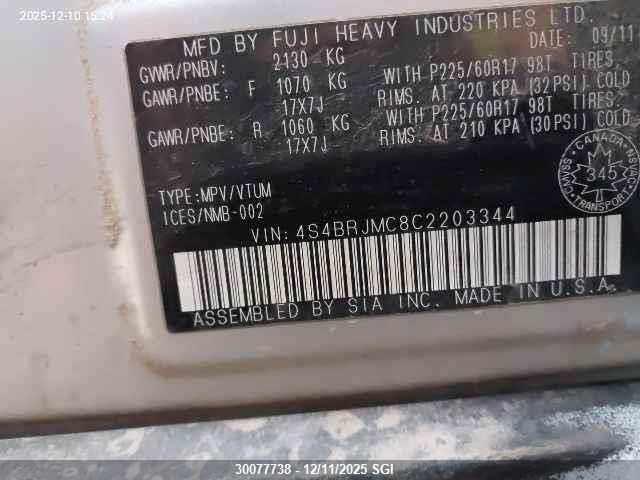 2025-12-10 15:24
MFD BY FUJI HEAVY INDUSTRIES LTD.
DATE: 09/11
GVWR/PNBV: 2130 KG
GAWR/PNBE: F 1070 KG WITH P225/60R17 98T TIRES.
17X7J RIMS. AT 220 KPA (32PSI) COLD
GAWR/PNBE: R 1060 KG WITH P225/60R17 98T TIRES.
17X7J RIMS. AT 210 KPA (30PSI) COLD
CANADA
345
TRANSPORT
TYPE:MPV/VTUM
ICES/NMB-002
VIN: 4S4BRJMC8C2203344
ASSEMBLED BY SIA INC. MADE IN U.S.A.
30077738 - 12/11/2025 SGI